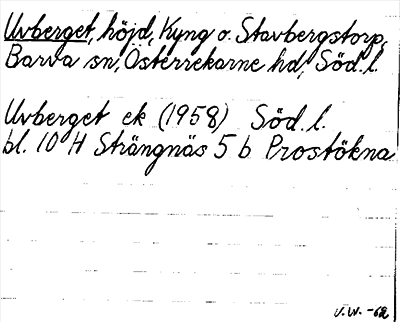 Uvberget, höjd, Kyng o. Stavbergstorp,
Barva sn, Österrekarne hd, Söd. l.
Uvberget ek (1958) Söd. l.
bl. 10 H Strängnäs 5 b Prostökna
V.W. -62